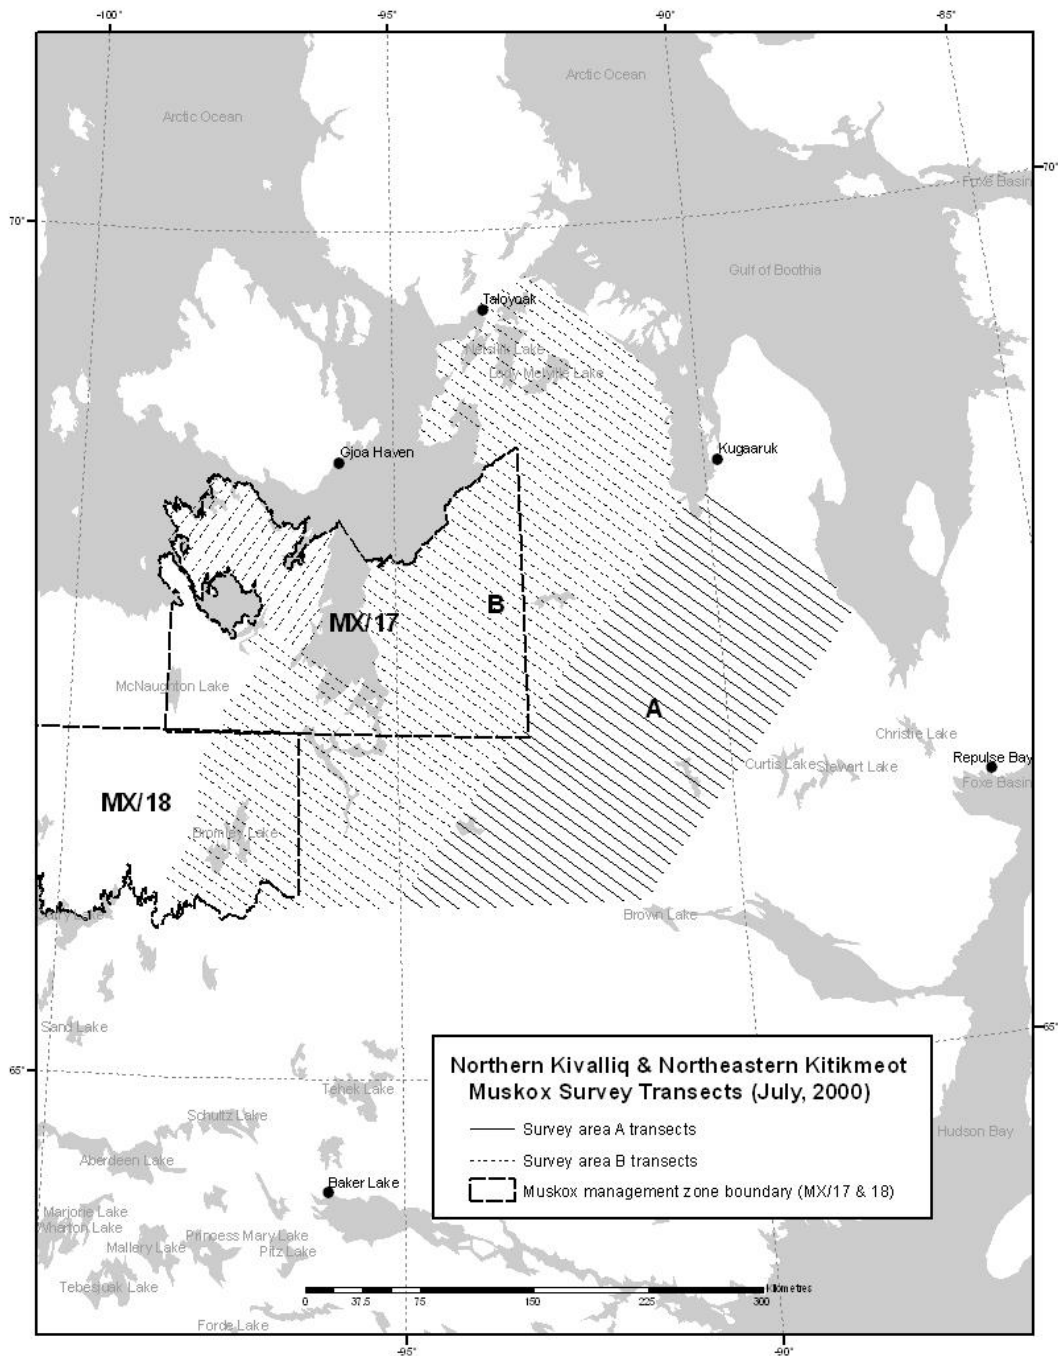 -100° -95° -90° -85°
Arctic Ocean
Arctic Ocean
70°
Foxe Basin
70°
Gulf of Boothia
Taloyoak
Lady Melville Lake
Gjoa Haven
Kugaaruk
B
MX/17
McNaughton Lake
A
Christie Lake
Curtis Lake
Stewart Lake
Repulse Bay
Foxe Basin
MX/18
Bromley Lake
Brown Lake
Sand Lake
65°
65°
Northern Kivalliq & Northeastern Kitikmeot
Muskox Survey Transects (July, 2000)
Survey area A transects
Survey area B transects
Muskox management zone boundary (MX/17 & 18)
Tehek Lake
Schultz Lake
Hudson Bay
Aberdeen Lake
Baker Lake
Marjorie Lake
Wharton Lake
Princess Mary Lake
Mallery Lake
Pitz Lake
Tebesjuak Lake
Kilometres
0 37.5 75 150 225 300
Forde Lake
-95° -90°